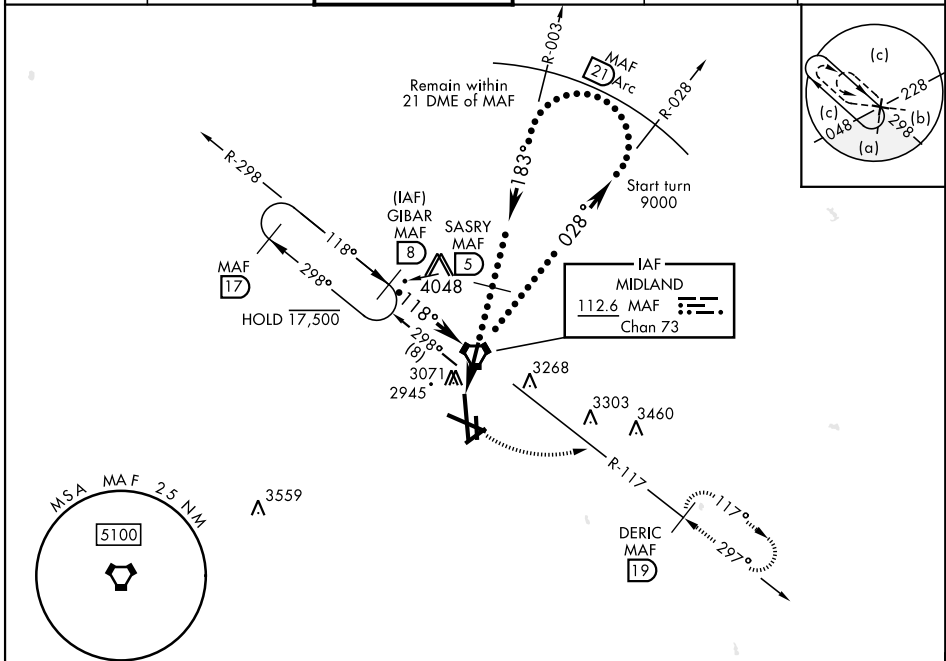 R-003
MAF
21 Arc
Remain within
21 DME of MAF
R-028
183°
028°
Start turn
9000
R-298
(IAF)
GIBAR
MAF
8
SASRY
MAF
5
4048
118°
298°
MAF
17
HOLD 17,500
118°
298°
(8)
IAF
MIDLAND
112.6 MAF
Chan 73
3071
2945
3268
3303
3460
R-117
3559
DERIC
MAF
19
117°
297°
MSA MAF 25 NM
5100
(c)
228
(c)
048
298
(b)
(a)